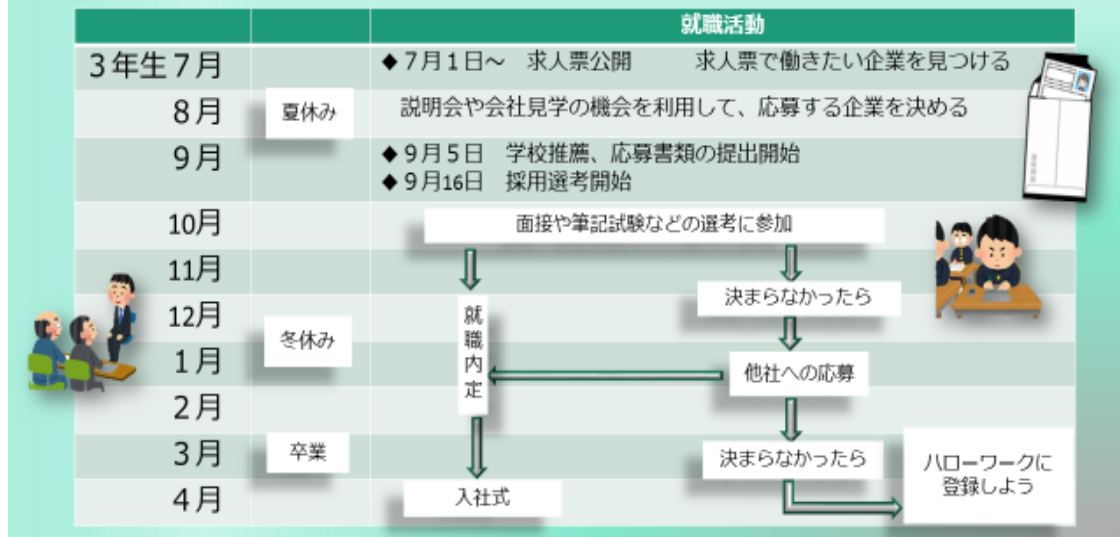 就職活動
3年生7月
◆7月1日～ 求人票公開 求人票で働きたい企業を見つける
8月
夏休み
説明会や会社見学の機会を利用して、応募する企業を決める
9月
◆9月5日 学校推薦、応募書類の提出開始
◆9月16日 採用選考開始
10月
面接や筆記試験などの選考に参加
11月
決まらなかったら
12月
就職内定
冬休み
1月
他社への応募
2月
3月
卒業
決まらなかったら
ハローワークに
登録しよう
4月
入社式